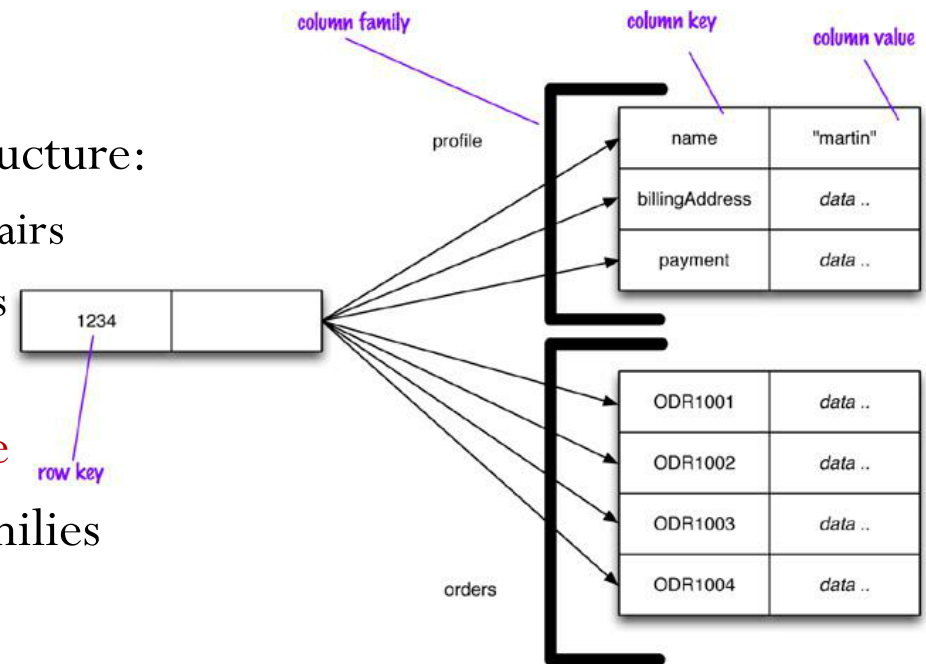 column family
column key
column value
ucture:
airs
s
e
nilies
1234
row key
profile
name "martin"
billingAddress data ..
payment data ..
orders
ODR1001 data ..
ODR1002 data ..
ODR1003 data ..
ODR1004 data ..